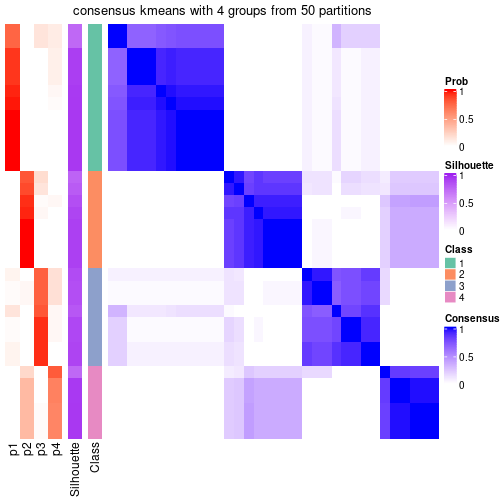 consensus kmeans with 4 groups from 50 partitions
Prob
1
0.5
0
Silhouette
1
0.5
0
Class
1
2
3
4
Consensus
1
0.5
0
p1
p2
p3
p4
Silhouette
Class